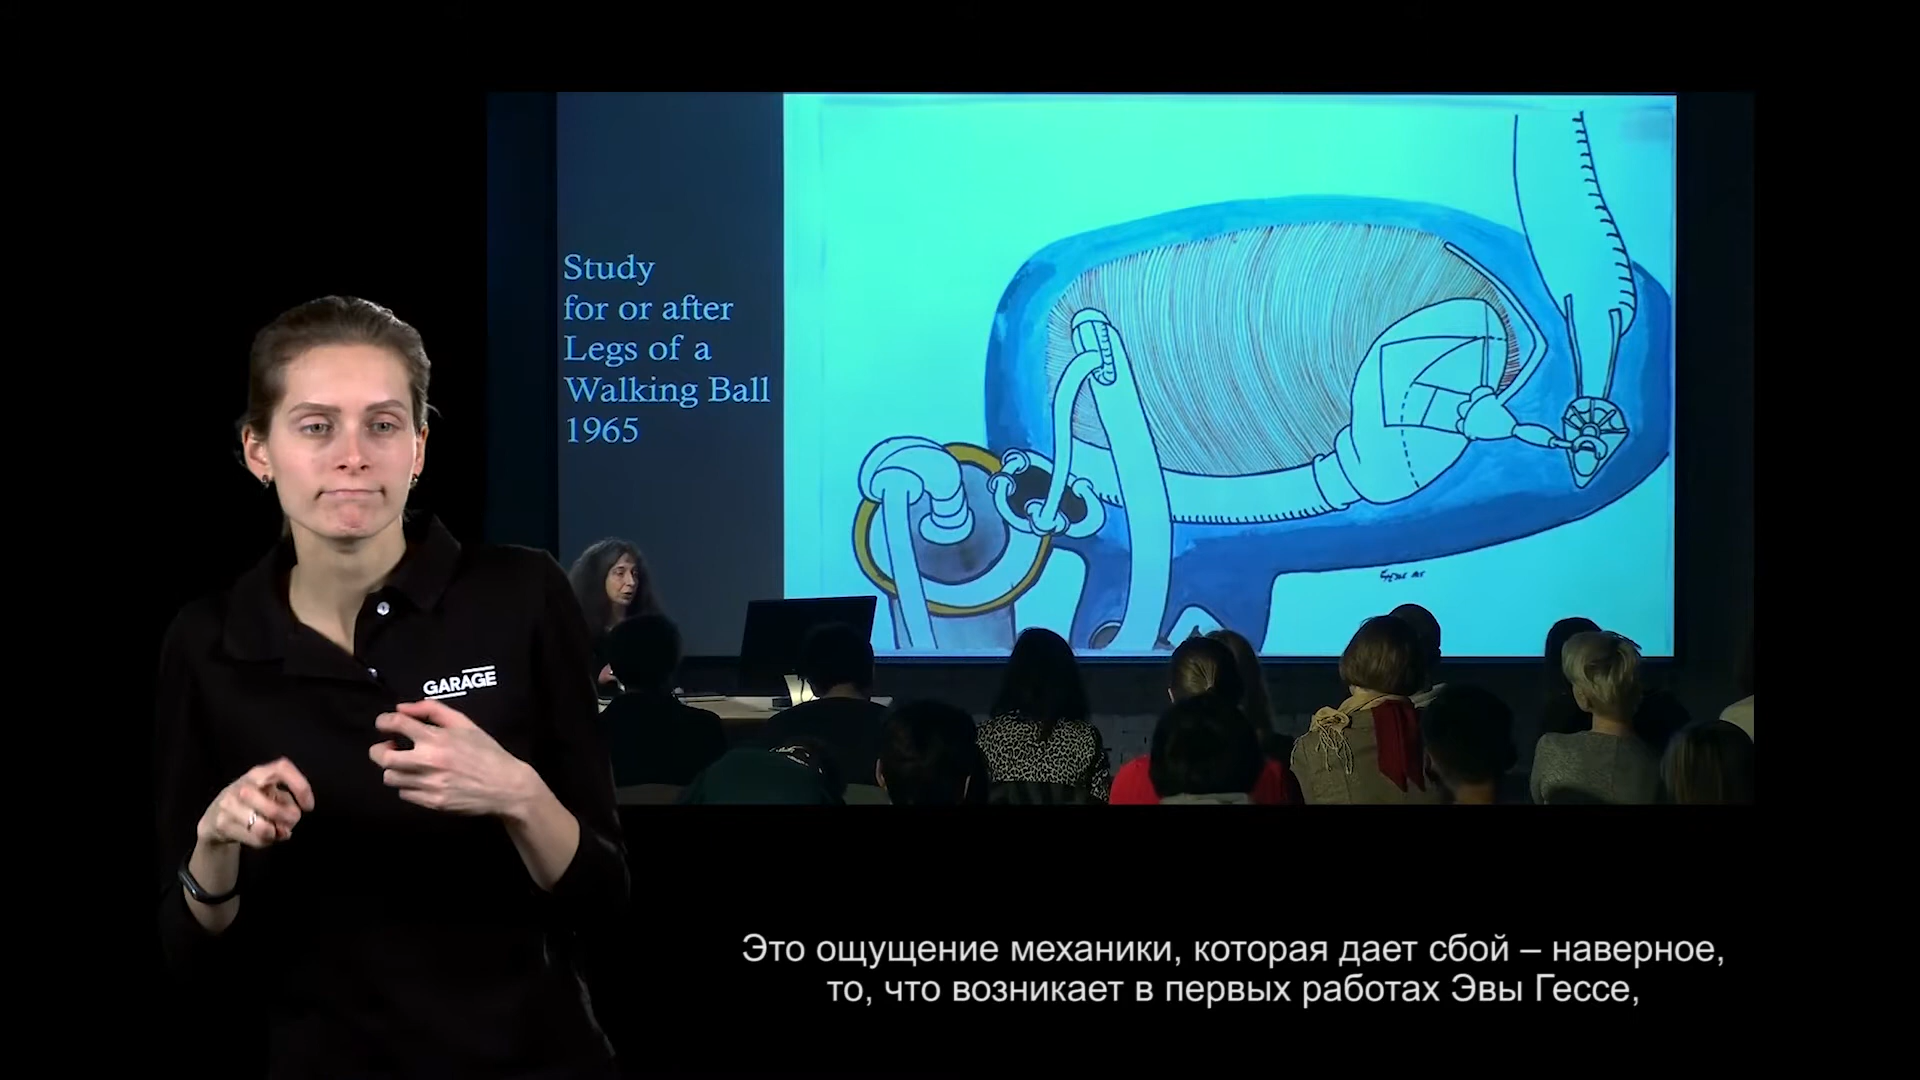 Study
for or after
Legs of a
Walking Ball
1965
GARAGE
Это ощущение механики, которая дает сбой – наверное,
то, что возникает в первых работах Эвы Гессе,